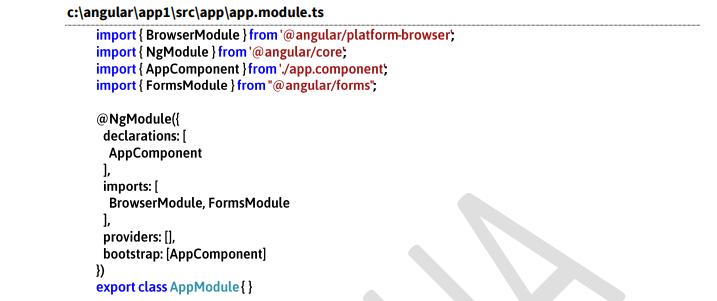 c:\angular\app1\src\app\app.module.ts
import { BrowserModule } from '@angular/platform-browser';
import { NgModule } from '@angular/core';
import { AppComponent } from './app.component';
import { FormsModule } from "@angular/forms";
@NgModule({
declarations: [
AppComponent
],
imports: [
BrowserModule, FormsModule
],
providers: [],
bootstrap: [AppComponent]
})
export class AppModule { }